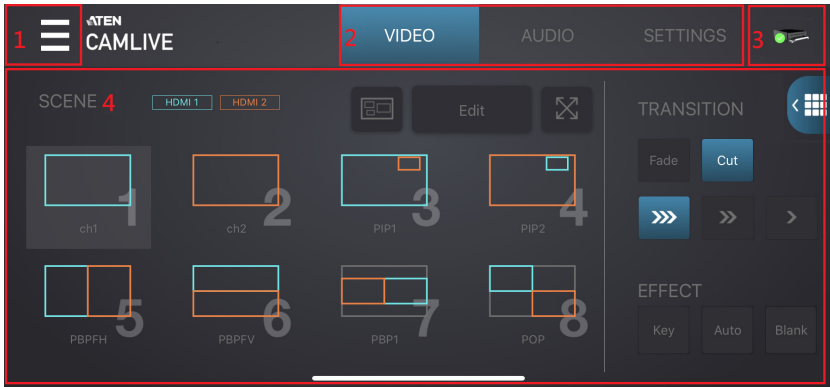 1
ATEN
CAMLIVE
2
VIDEO
AUDIO
SETTINGS
3
SCENE 4
HDMI 1
HDMI 2
Edit
TRANSITION
Fade
Cut
1
ch1
2
ch2
3
PIP1
4
PIP2
5
PBPFH
6
PBPFV
7
PBP1
8
POP
EFFECT
Key
Auto
Blank